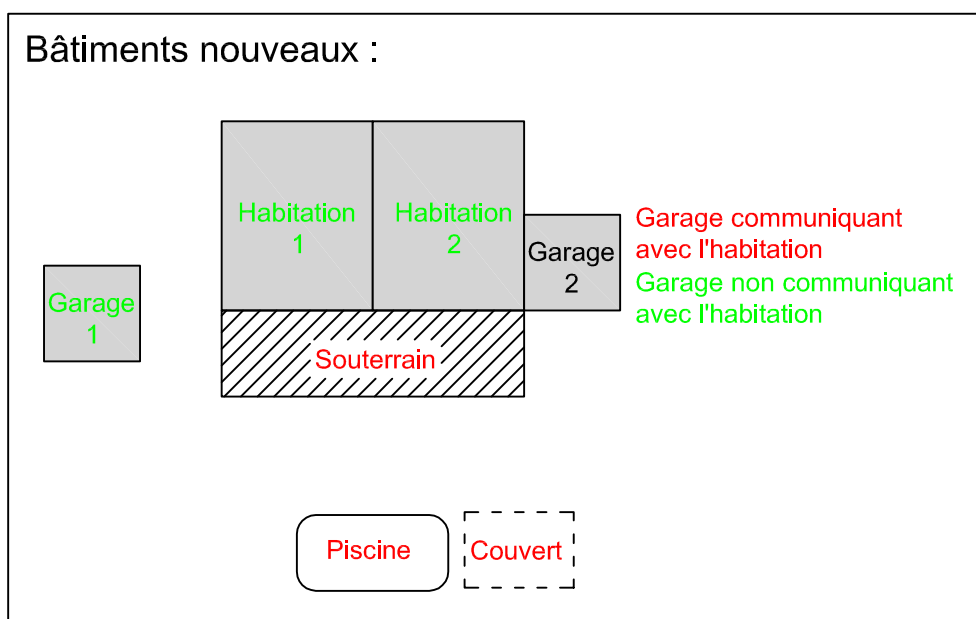 Bâtiments nouveaux :
Habitation
1
Habitation
2
Garage
2
Garage communiquant
avec l'habitation
Garage non communiquant
avec l'habitation
Garage
1
Souterrain
Piscine
Couvert